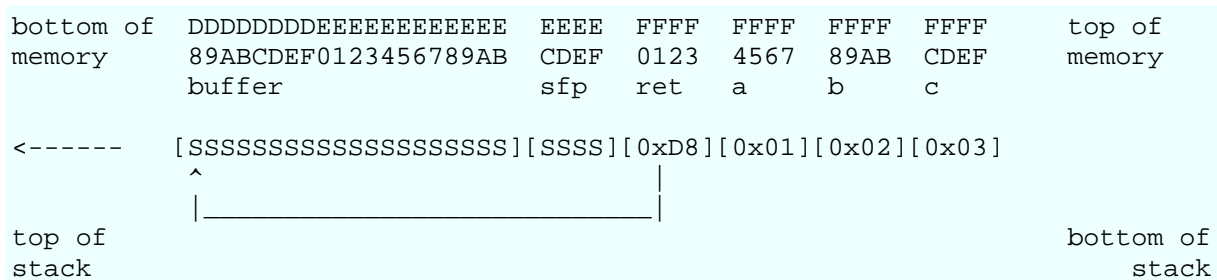 bottom of  DDDDDDDDEEEEEEEEEEEE  EEEE  FFFF  FFFF  FFFF  FFFF     top of
memory     89ABCDEF0123456789AB  CDEF  0123  4567  89AB  CDEF     memory
           buffer                sfp   ret   a     b     c
<------   [SSSSSSSSSSSSSSSSSSSS][SSSS][0xD8][0x01][0x02][0x03]
           ^                            |
           |____________________________|
top of                                                            bottom of
stack                                                                 stack